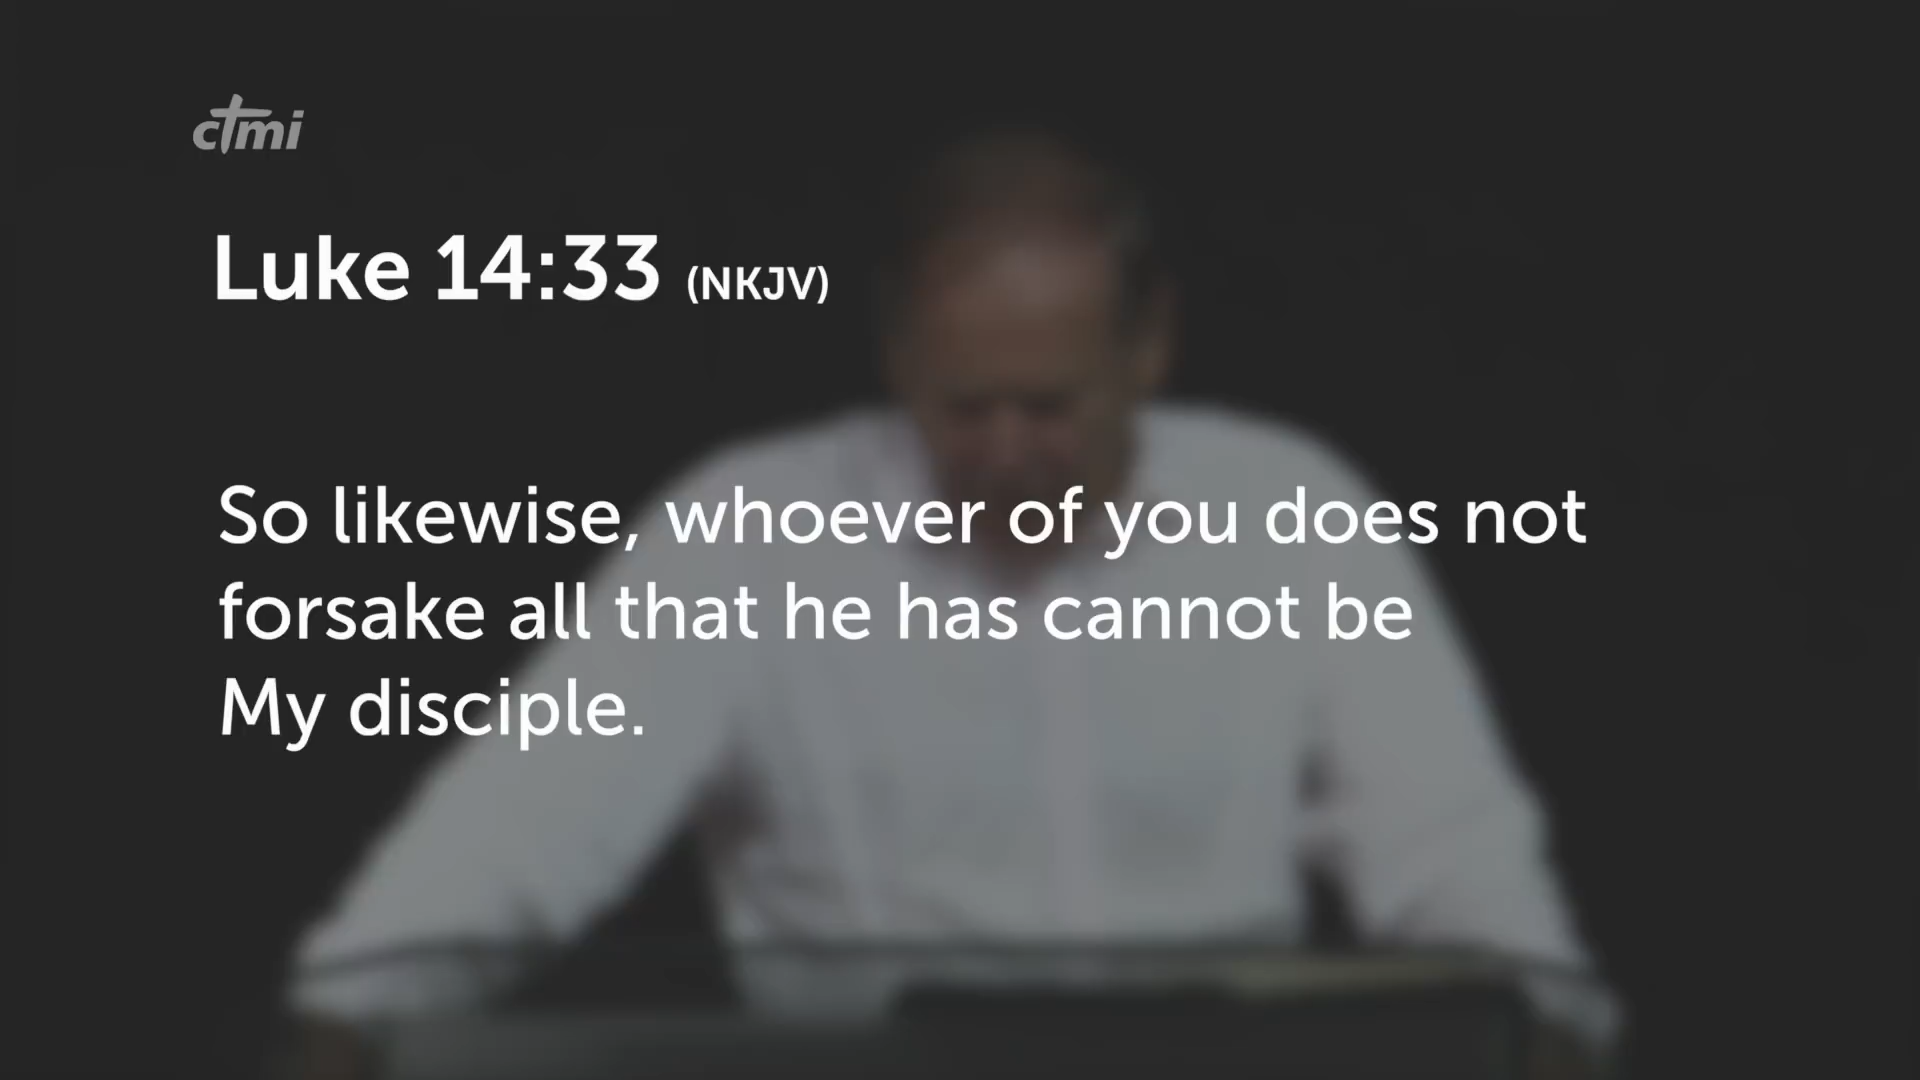 cTmi
Luke 14:33 (NKJV)
So likewise, whoever of you does not
forsake all that he has cannot be
My disciple.